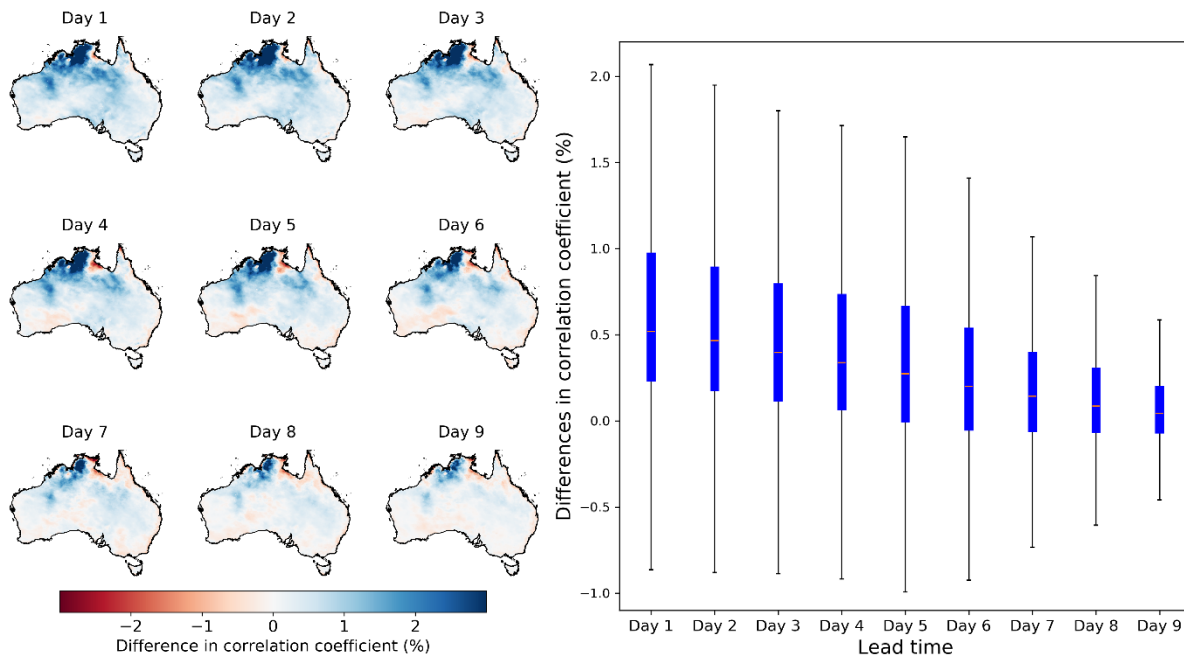 Day 1
Day 2
Day 3
Day 4
Day 5
Day 6
Day 7
Day 8
Day 9
−2
−1
0
1
2
Difference in correlation coefficient (%)
Differences in correlation coefficient (%)
2.0
1.5
1.0
0.5
0.0
−0.5
−1.0
Day 1
Day 2
Day 3
Day 4
Day 5
Day 6
Day 7
Day 8
Day 9
Lead time